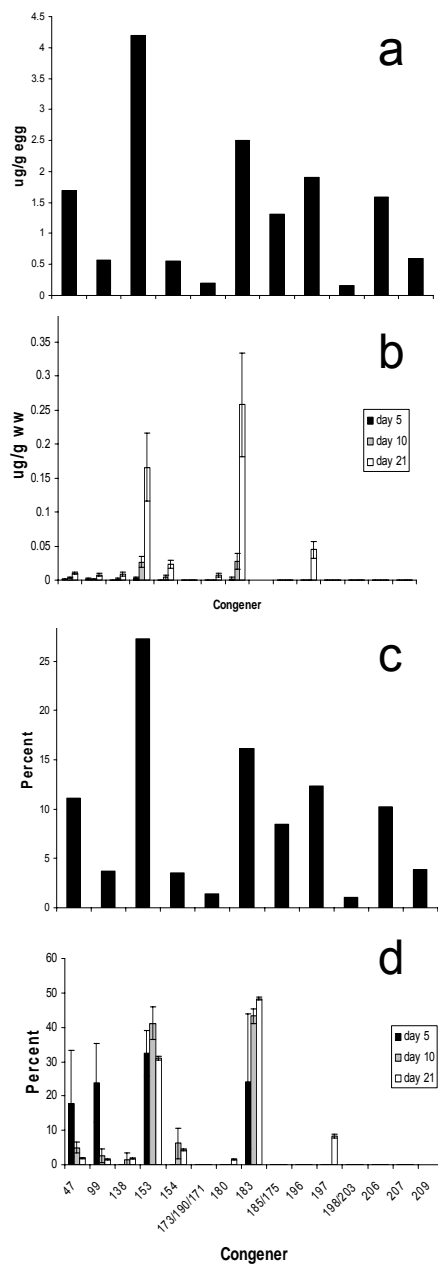 a
4.5
4
3.5
3
2.5
2
1.5
1
0.5
0
ug/g egg
b
0.35
0.3
0.25
0.2
0.15
0.1
0.05
0
ug/g ww
day 5
day 10
day 21
Congener
c
25
20
15
10
5
0
Percent
d
60
50
40
30
20
10
0
Percent
day 5
day 10
day 21
47
99
138
153
154
173/190/171
180
183
185/175
196
197
198/203
206
207
209
Congener